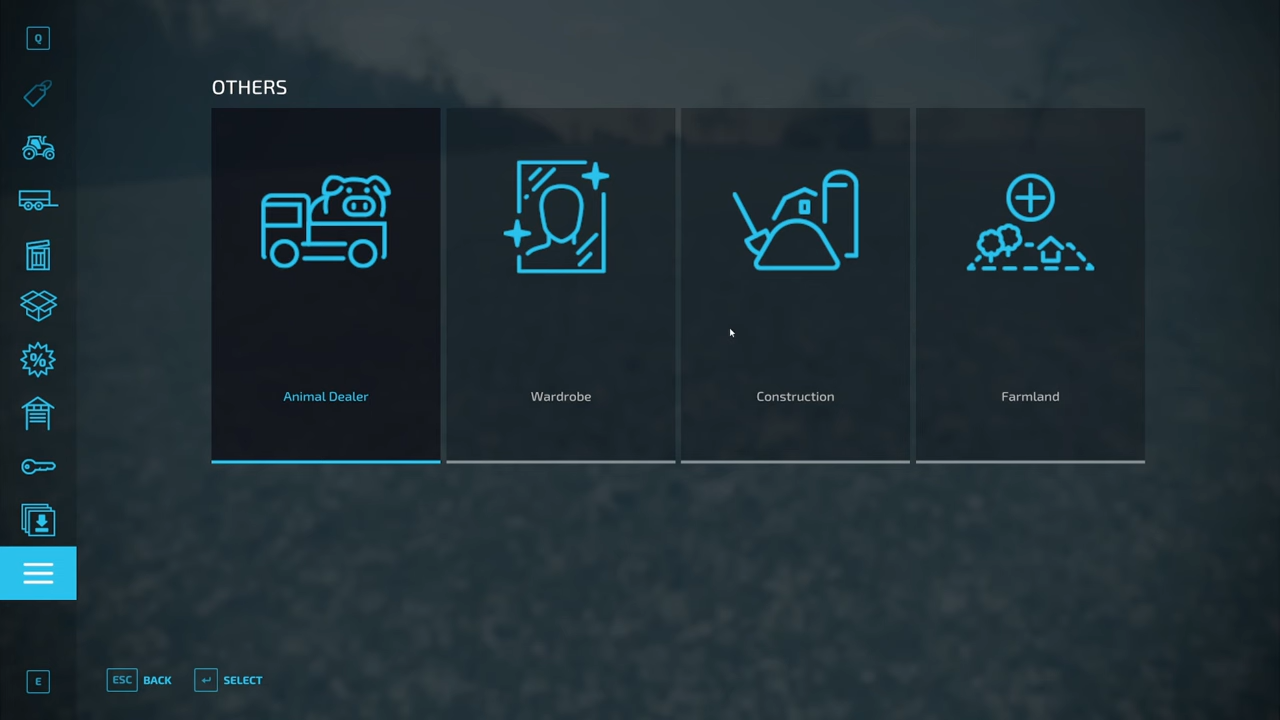 Q
OTHERS
%
Animal Dealer
Wardrobe
Construction
Farmland
E
ESC BACK
SELECT